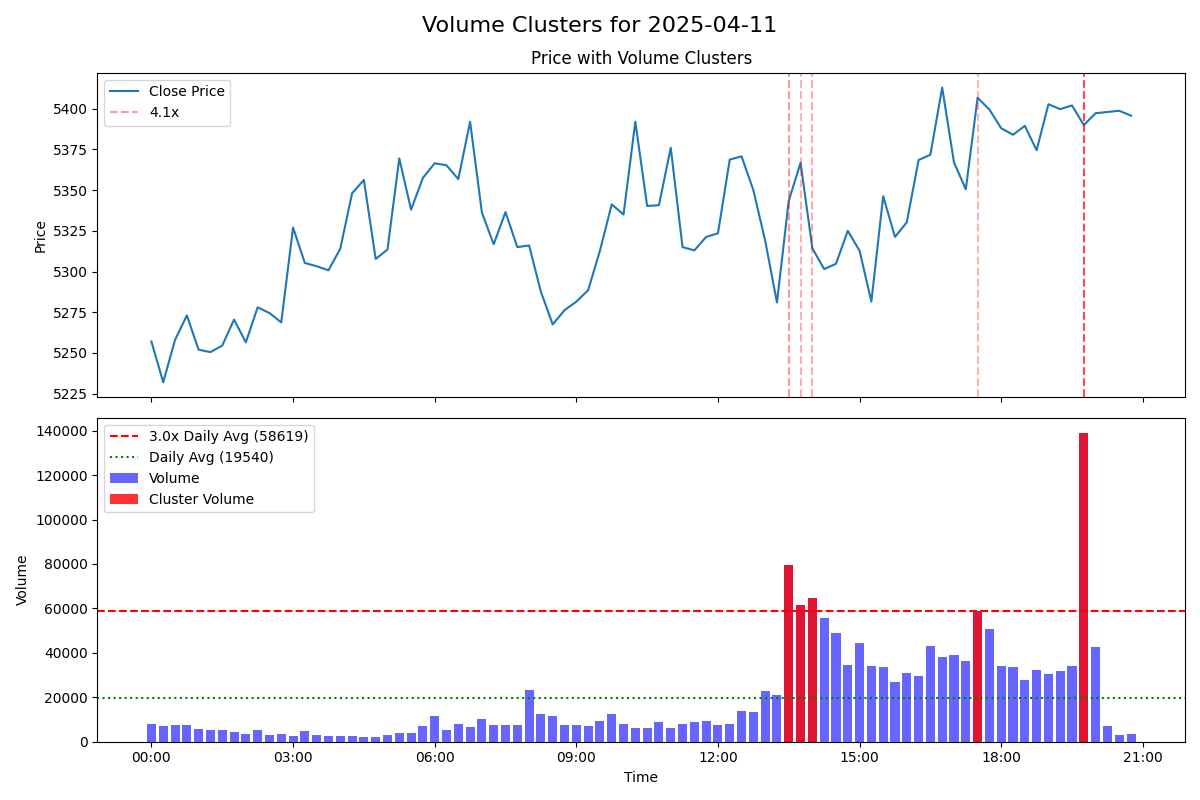 Volume Clusters for 2025-04-11
Price with Volume Clusters
Close Price
4.1x
Price
5400
5375
5350
5325
5300
5275
5250
5225
3.0x Daily Avg (58619)
Daily Avg (19540)
Volume
Cluster Volume
Volume
140000
120000
100000
80000
60000
40000
20000
0
00:00 03:00 06:00 09:00 12:00 15:00 18:00 21:00
Time